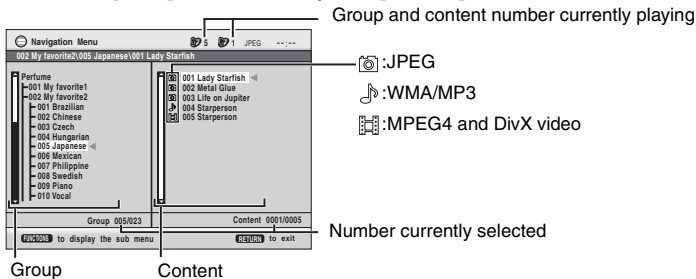 Group and content number currently playing
Navigation Menu
5 1 JPEG --:--
002 My favorite2\005 Japanese\001 Lady Starfish
Perfume
001 My favorite1
002 My favorite2
001 Brazilian
002 Chinese
003 Czech
004 Hungarian
005 Japanese
006 Mexican
007 Philippine
008 Swedish
009 Piano
010 Vocal
001 Lady Starfish
002 Metal Glue
003 Life on Jupiter
004 Starperson
005 Starperson
:JPEG
:WMA/MP3
:MPEG4 and DivX video
Group 005/023
Content 0001/0005
Number currently selected
FUNCTIONS to display the sub menu
RETURN to exit
Group
Content